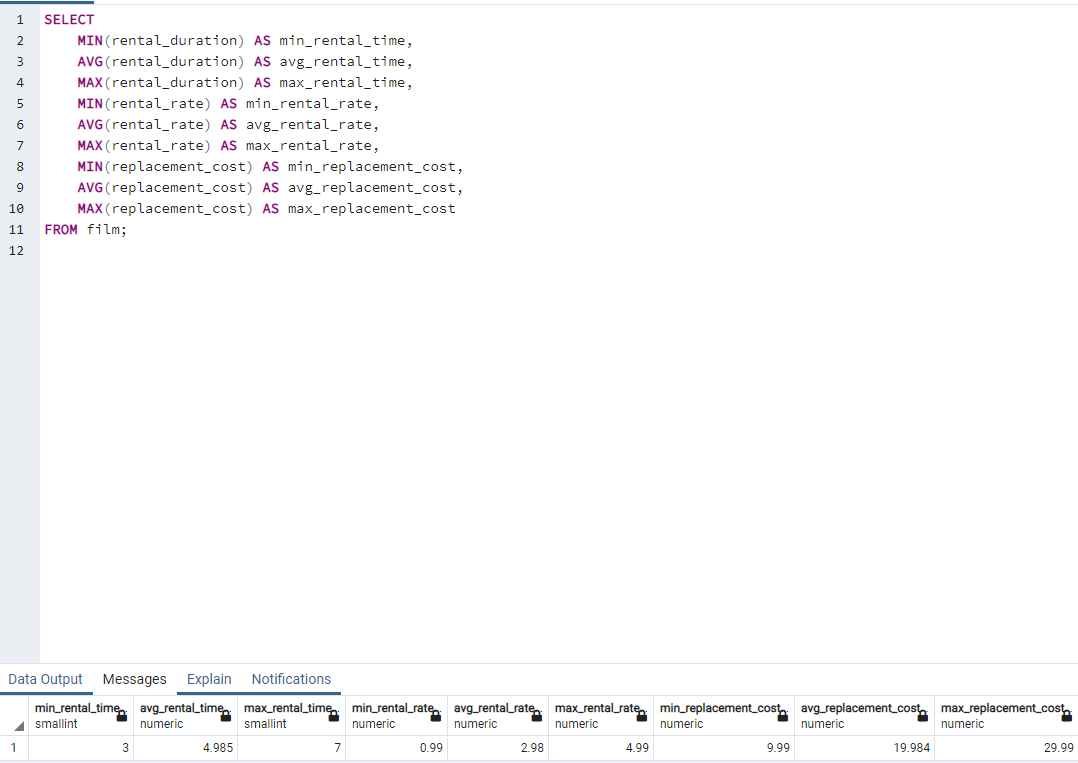 1 SELECT
2 MIN(rental_duration) AS min_rental_time,
3 AVG(rental_duration) AS avg_rental_time,
4 MAX(rental_duration) AS max_rental_time,
5 MIN(rental_rate) AS min_rental_rate,
6 AVG(rental_rate) AS avg_rental_rate,
7 MAX(rental_rate) AS max_rental_rate,
8 MIN(replacement_cost) AS min_replacement_cost,
9 AVG(replacement_cost) AS avg_replacement_cost,
10 MAX(replacement_cost) AS max_replacement_cost
11 FROM film;
12
Data Output Messages Explain Notifications
min_rental_time avg_rental_time max_rental_time min_rental_rate avg_rental_rate max_rental_rate min_replacement_cost avg_replacement_cost max_replacement_cost
smallint numeric smallint numeric numeric numeric numeric numeric numeric
1 3 4.985 7 0.99 2.98 4.99 9.99 19.984 29.99